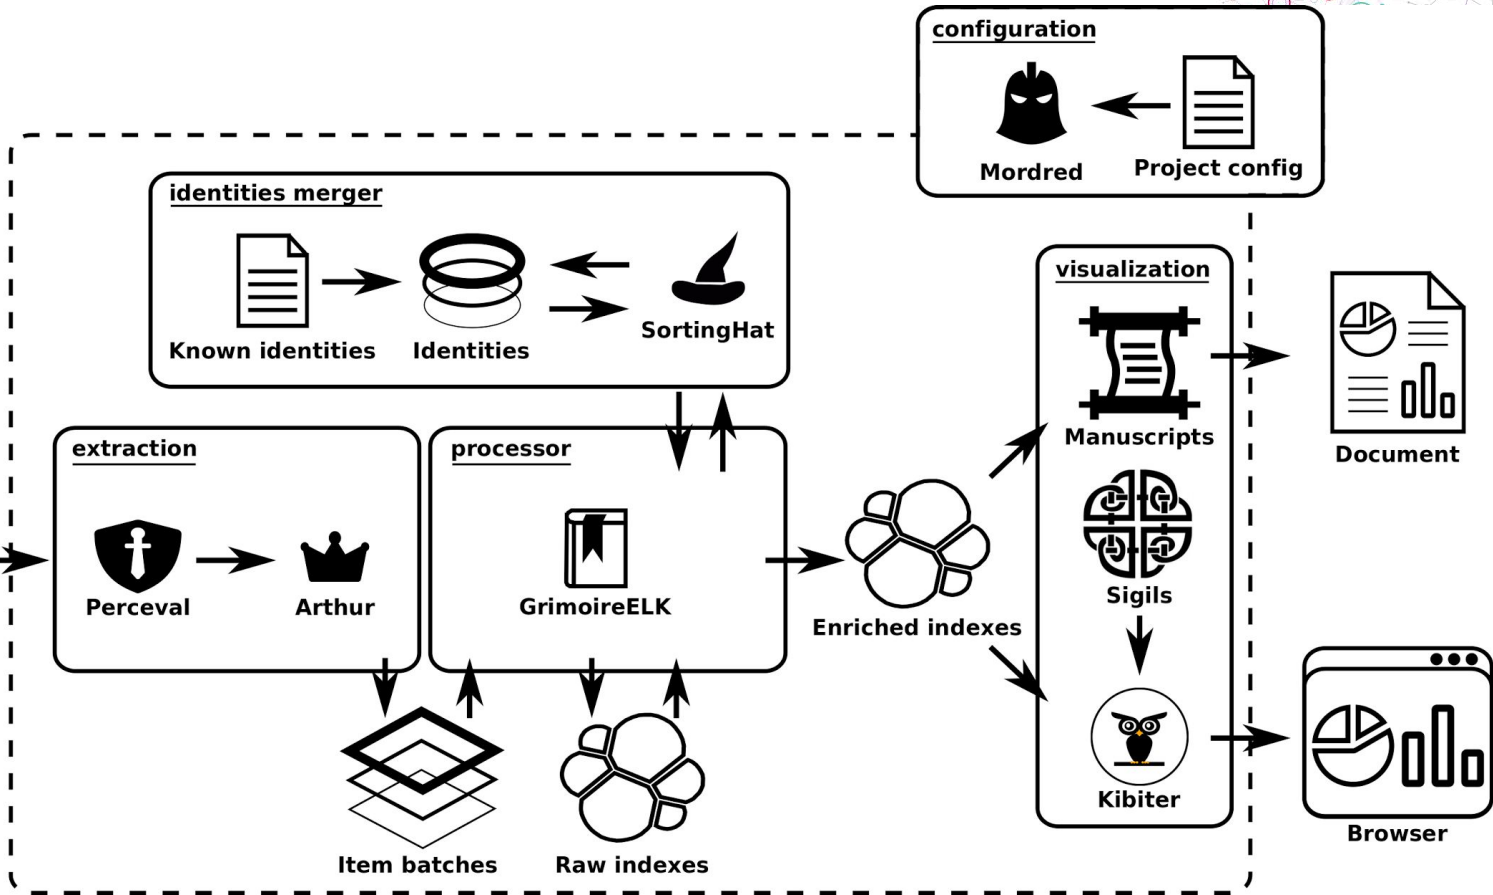 configuration
Mordred
Project config
identities merger
Known identities
Identities
SortingHat
visualization
Manuscripts
Document
extraction
Perceval
Arthur
processor
GrimoireELK
Enriched indexes
Sigils
Kibiter
Browser
Item batches
Raw indexes